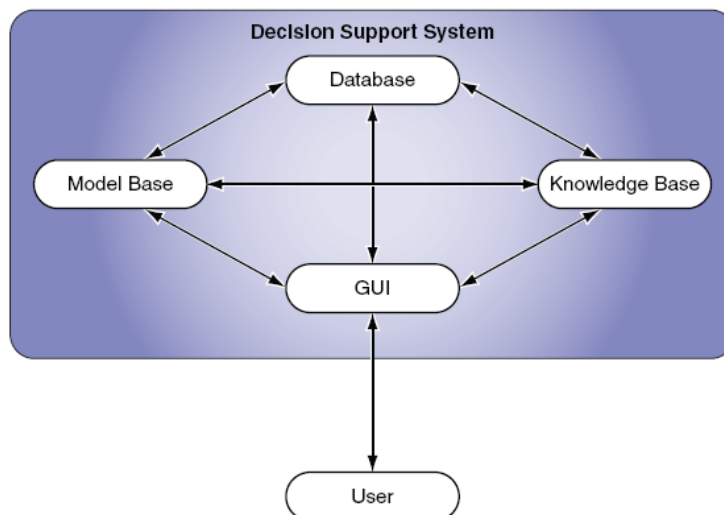 Decision Support System
Database
Model Base
Knowledge Base
GUI
User